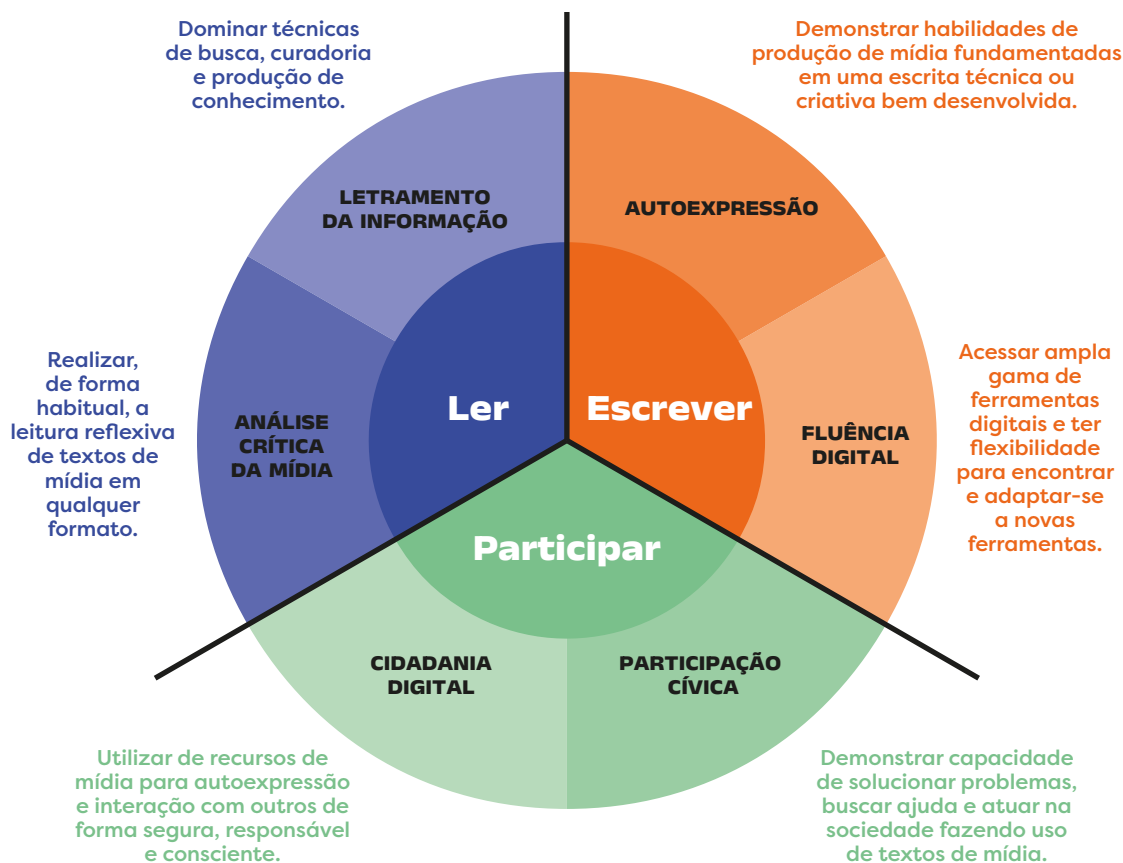 Dominar técnicas
de busca, curadoria
e produção de
conhecimento.
Demonstrar habilidades de
produção de mídia fundamentadas
em uma escrita técnica ou
criativa bem desenvolvida.
LETRAMENTO
DA INFORMAÇÃO
AUTOEXPRESSÃO
Realizar,
de forma
habitual, a
leitura reflexiva
de textos de
mídia em
qualquer
formato.
ANÁLISE
CRÍTICA
DA MÍDIA
Ler
Escrever
FLUÊNCIA
DIGITAL
Acessar ampla
gama de
ferramentas
digitais e ter
flexibilidade
para encontrar
e adaptar-se
a novas
ferramentas.
Participar
CIDADANIA
DIGITAL
PARTICIPAÇÃO
CÍVICA
Utilizar de recursos de
mídia para autoexpressão
e interação com outros de
forma segura, responsável
e consciente.
Demonstrar capacidade
de solucionar problemas,
buscar ajuda e atuar na
sociedade fazendo uso
de textos de mídia.